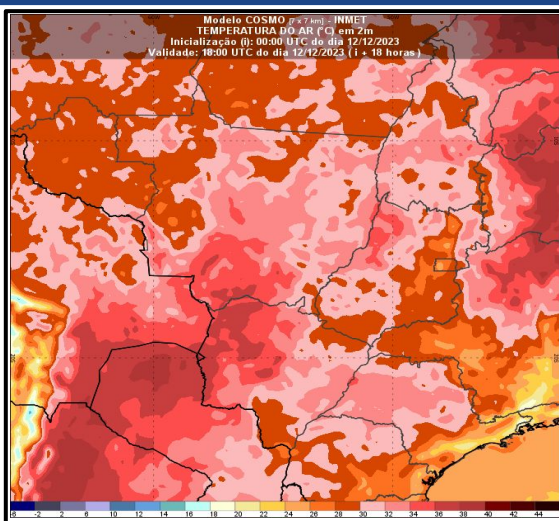 Modelo COSMO [7 x 7 km] - INMET
TEMPERATURA DO AR (°C) em 2m
Inicialização (i): 00:00 UTC do dia 12/12/2023
Validade: 18:00 UTC do dia 12/12/2023 ( i + 18 horas )
-6 2 6 10 12 14 16 18 20 22 24 26 28 30 32 34 36 38 40 42 44